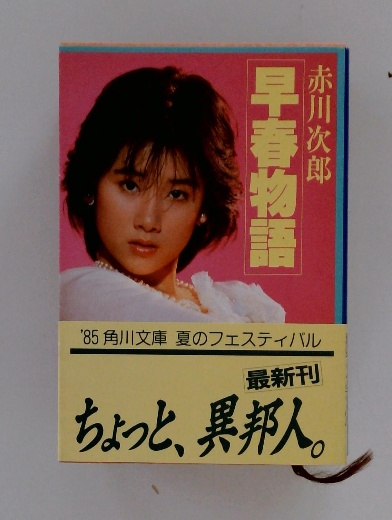 赤川次郎
早春物語
'85 角川文庫 夏のフェスティバル
最新刊
ちょっと、異邦人。